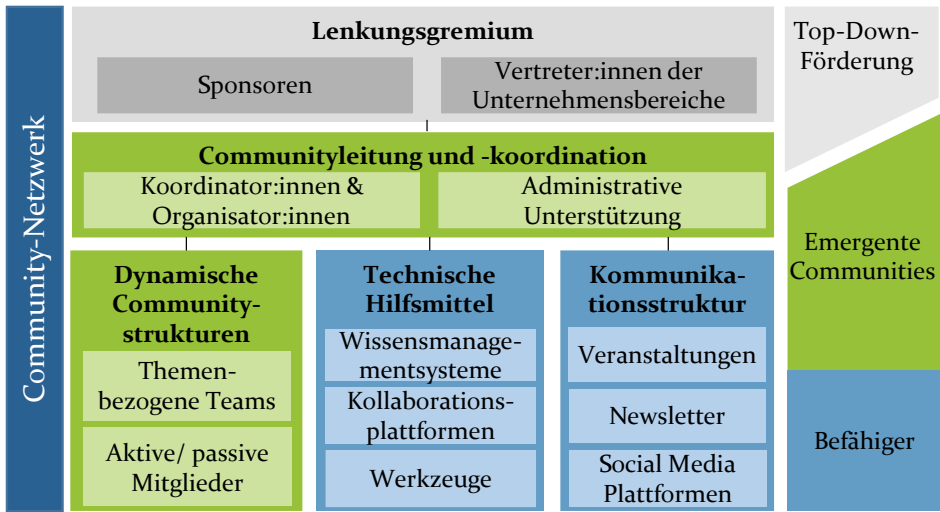 Community-Netzwerk
Lenkungsgremium
Sponsoren
Vertreter:innen der
Unternehmensbereiche
Communityleitung und -koordination
Koordinator:innen &
Organisator:innen
Administrative
Unterstützung
Dynamische
Community-
strukturen
Themen-
bezogene Teams
Aktive/ passive
Mitglieder
Technische
Hilfsmittel
Wissensmanage-
mentsysteme
Kollaborations-
plattformen
Werkzeuge
Kommunika-
tionsstruktur
Veranstaltungen
Newsletter
Social Media
Plattformen
Top-Down-
Förderung
Emergente
Communities
Befähiger